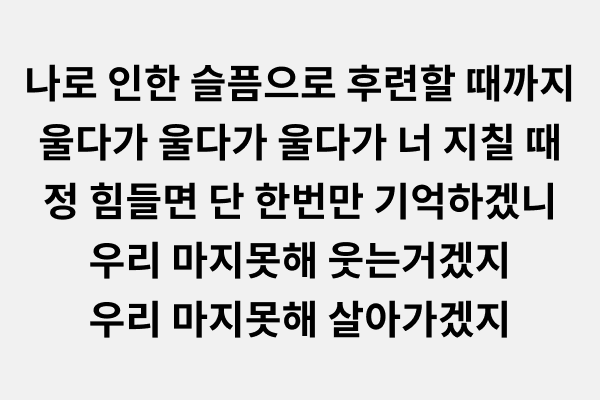 나로 인한 슬픔으로 후련할 때까지
울다가 울다가 울다가 너 지칠 때
정 힘들면 단 한번만 기억하겠니
우리 마지못해 웃는거겠지
우리 마지못해 살아가겠지